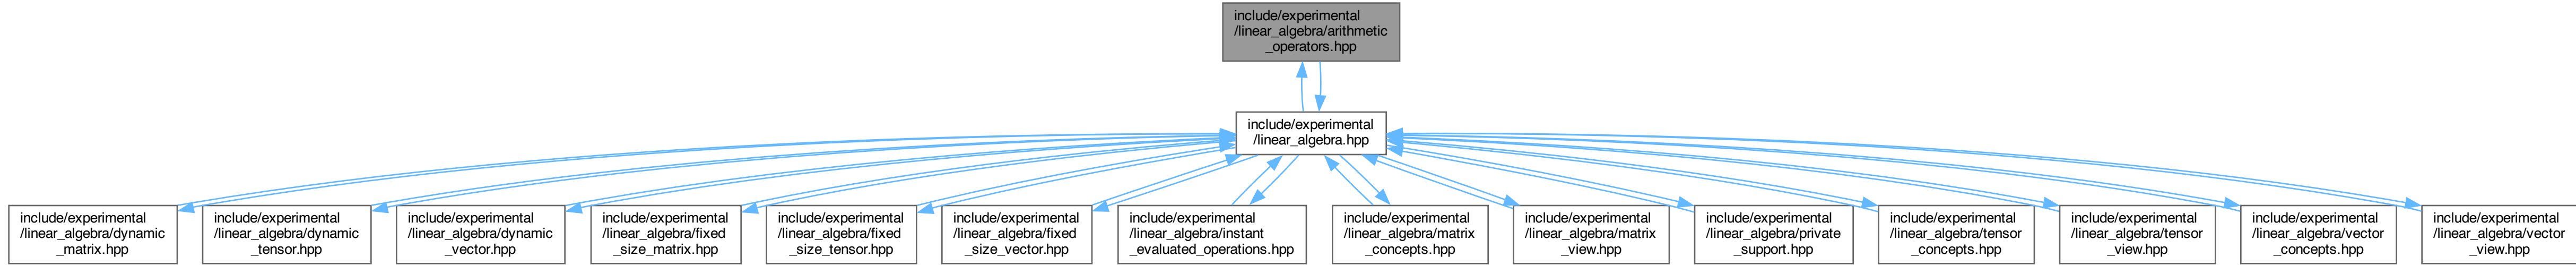 include/experimental
/linear_algebra/arithmetic
_operators.hpp
include/experimental
/linear_algebra.hpp
include/experimental
/linear_algebra/dynamic
_matrix.hpp
include/experimental
/linear_algebra/dynamic
_tensor.hpp
include/experimental
/linear_algebra/dynamic
_vector.hpp
include/experimental
/linear_algebra/fixed
_size_matrix.hpp
include/experimental
/linear_algebra/fixed
_size_tensor.hpp
include/experimental
/linear_algebra/fixed
_size_vector.hpp
include/experimental
/linear_algebra/instant
_evaluated_operations.hpp
include/experimental
/linear_algebra/matrix
_concepts.hpp
include/experimental
/linear_algebra/matrix
_view.hpp
include/experimental
/linear_algebra/private
_support.hpp
include/experimental
/linear_algebra/tensor
_concepts.hpp
include/experimental
/linear_algebra/tensor
_view.hpp
include/experimental
/linear_algebra/vector
_concepts.hpp
include/experimental
/linear_algebra/vector
_view.hpp